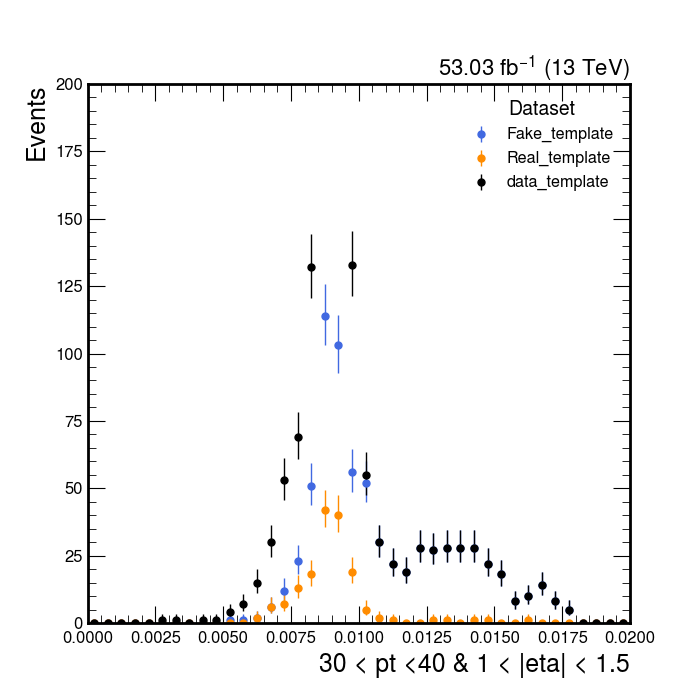 53.03 fb⁻¹ (13 TeV)
Events
200
175
150
125
100
75
50
25
0
Dataset
Fake_template
Real_template
data_template
0.0000 0.0025 0.0050 0.0075 0.0100 0.0125 0.0150 0.0175 0.0200
30 < pt <40 & 1 < |eta| < 1.5